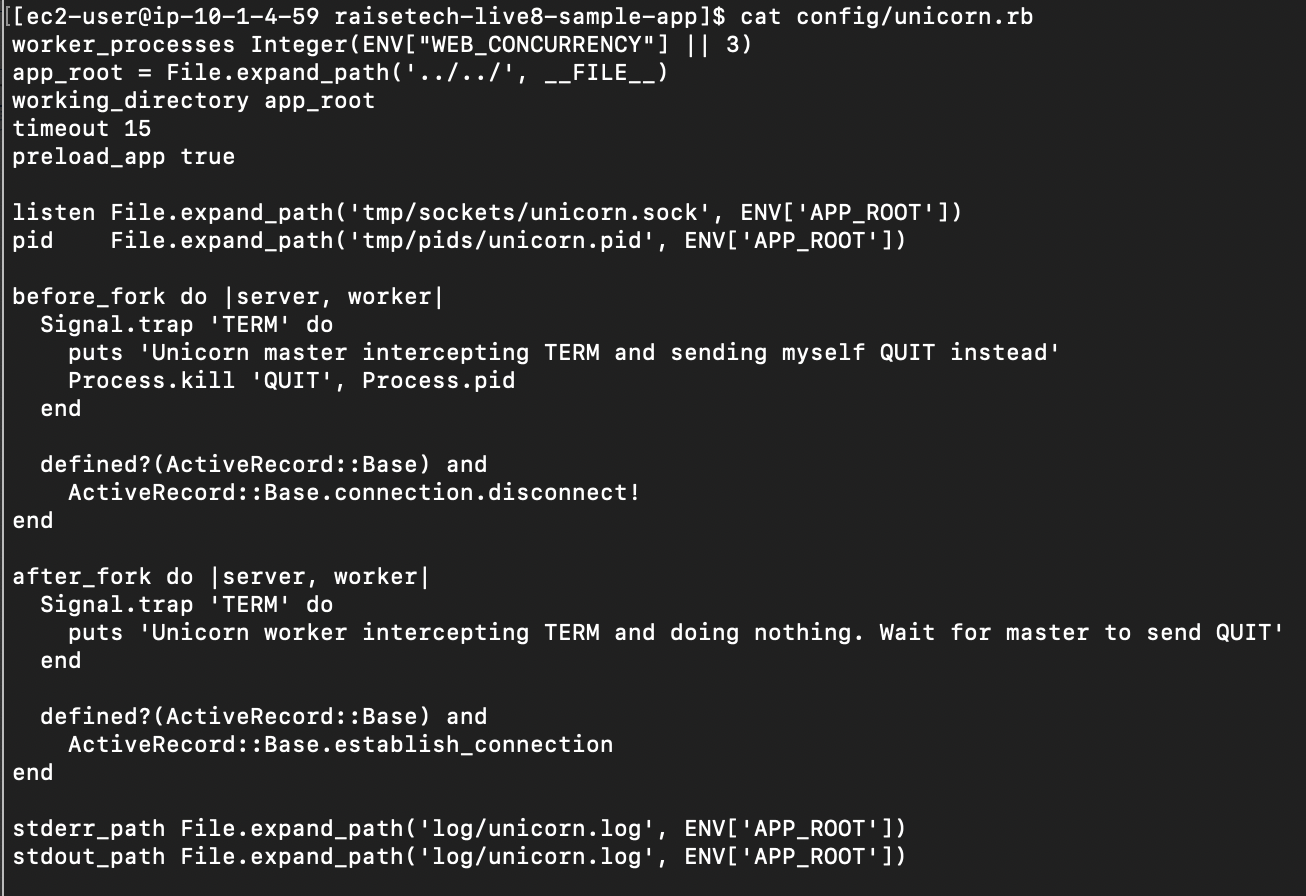 [[ec2-user@ip-10-1-4-59 raisetech-live8-sample-app]$ cat config/unicorn.rb
worker_processes Integer(ENV["WEB_CONCURRENCY"] || 3)
app_root = File.expand_path('../../', __FILE__)
working_directory app_root
timeout 15
preload_app true

listen File.expand_path('tmp/sockets/unicorn.sock', ENV['APP_ROOT'])
pid    File.expand_path('tmp/pids/unicorn.pid', ENV['APP_ROOT'])

before_fork do |server, worker|
  Signal.trap 'TERM' do
    puts 'Unicorn master intercepting TERM and sending myself QUIT instead'
    Process.kill 'QUIT', Process.pid
  end

  defined?(ActiveRecord::Base) and
    ActiveRecord::Base.connection.disconnect!
end

after_fork do |server, worker|
  Signal.trap 'TERM' do
    puts 'Unicorn worker intercepting TERM and doing nothing. Wait for master to send QUIT'
  end

  defined?(ActiveRecord::Base) and
    ActiveRecord::Base.establish_connection
end

stderr_path File.expand_path('log/unicorn.log', ENV['APP_ROOT'])
stdout_path File.expand_path('log/unicorn.log', ENV['APP_ROOT'])